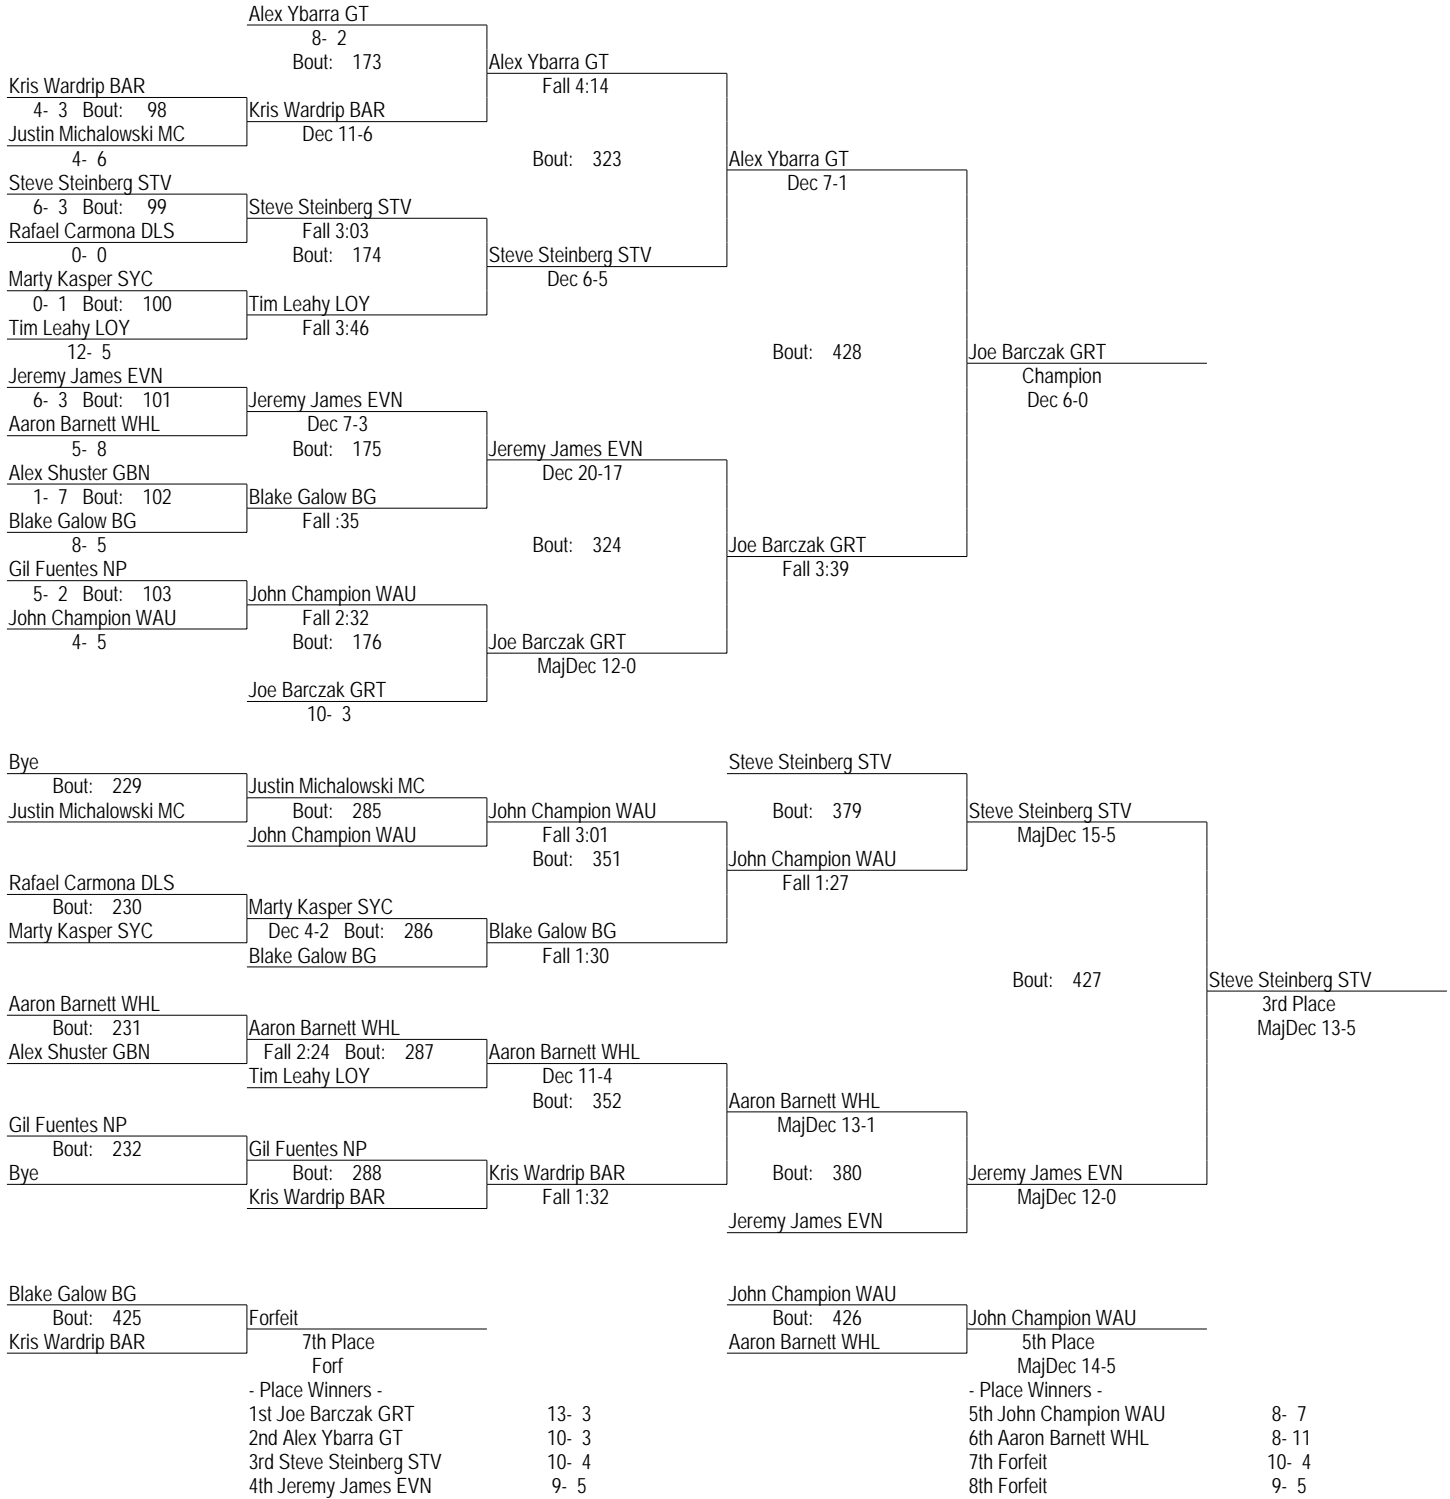 Alex Ybarra GT
8- 2
Bout: 173 Alex Ybarra GT
Kris Wardrip BAR Fall 4:14
4- 3 Bout: 98 Kris Wardrip BAR
Justin Michalowski MC Dec 11-6
4- 6 Bout: 323 Alex Ybarra GT
Steve Steinberg STV Dec 7-1
6- 3 Bout: 99 Steve Steinberg STV
Rafael Carmona DLS Fall 3:03
0- 0 Bout: 174 Steve Steinberg STV
Marty Kasper SYC Dec 6-5
0- 1 Bout: 100 Tim Leahy LOY
Tim Leahy LOY Fall 3:46
12- 5 Bout: 428 Joe Barczak GRT
Jeremy James EVN Champion
6- 3 Bout: 101 Jeremy James EVN Dec 6-0
Aaron Barnett WHL Dec 7-3
5- 8 Bout: 175 Jeremy James EVN
Alex Shuster GBN Dec 20-17
1- 7 Bout: 102 Blake Galow BG
Blake Galow BG Fall :35
8- 5 Bout: 324 Joe Barczak GRT
Gil Fuentes NP Fall 3:39
5- 2 Bout: 103 John Champion WAU
John Champion WAU Fall 2:32
4- 5 Bout: 176 Joe Barczak GRT
MajDec 12-0
Joe Barczak GRT
10- 3
Bye Steve Steinberg STV
Bout: 229 Justin Michalowski MC
Justin Michalowski MC Bout: 285 John Champion WAU Bout: 379 Steve Steinberg STV
John Champion WAU Fall 3:01 MajDec 15-5
Bout: 351 John Champion WAU
Rafael Carmona DLS Fall 1:27
Bout: 230 Marty Kasper SYC
Marty Kasper SYC Dec 4-2 Bout: 286 Blake Galow BG
Blake Galow BG Fall 1:30
Bout: 427 Steve Steinberg STV
Aaron Barnett WHL 3rd Place
Bout: 231 Aaron Barnett WHL MajDec 13-5
Alex Shuster GBN Fall 2:24 Bout: 287 Aaron Barnett WHL
Tim Leahy LOY Dec 11-4
Bout: 352 Aaron Barnett WHL
Gil Fuentes NP MajDec 13-1
Bout: 232 Gil Fuentes NP
Bye Bout: 288 Kris Wardrip BAR Bout: 380 Jeremy James EVN
Kris Wardrip BAR Fall 1:32 MajDec 12-0
Jeremy James EVN
Blake Galow BG John Champion WAU
Bout: 425 Forfeit Bout: 426 John Champion WAU
Kris Wardrip BAR 7th Place Aaron Barnett WHL 5th Place
Forf MajDec 14-5
- Place Winners - - Place Winners -
1st Joe Barczak GRT 13- 3 5th John Champion WAU 8- 7
2nd Alex Ybarra GT 10- 3 6th Aaron Barnett WHL 8- 11
3rd Steve Steinberg STV 10- 4 7th Forfeit 10- 4
4th Jeremy James EVN 9- 5 8th Forfeit 9- 5